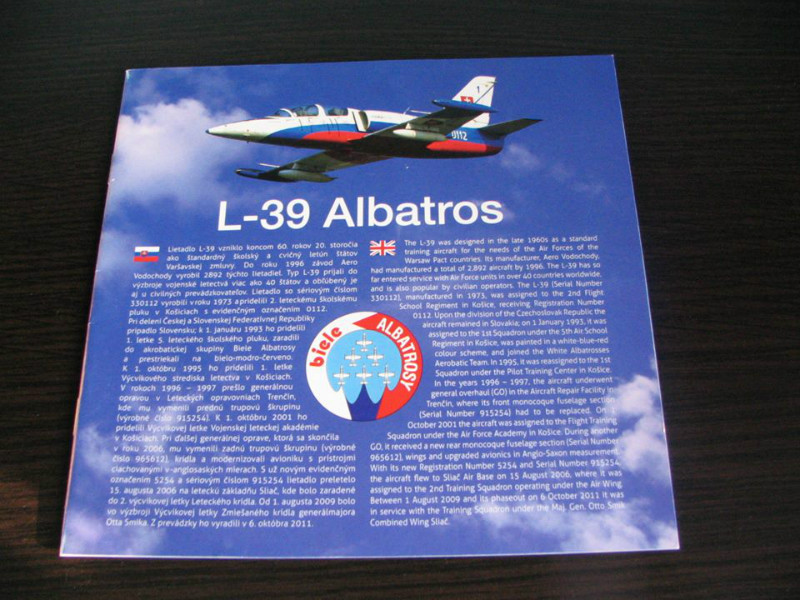 1
0112
L-39 Albatros
Lietadlo L-39 vzniklo koncom 60. rokov 20. storočia
ako štandardný školský a cvičný letún štátov
Varšavskej zmluvy. Do roku 1996 závod Aero
Vodochody vyrobil 2892 týchto lietadiel. Typ L-39 prijali do
výzbroje vojenské letectvá viac ako 40 štátov a obľúbený je
aj u civilných prevádzkovateľov. Lietadlo so sériovým číslom
330112 vyrobili v roku 1973 a pridelili 2. leteckému školskému
pluku v Košiciach s evidenčným označením 0112.
Pri delení Českej a Slovenskej Federatívnej Republiky
pripadlo Slovensku; k 1. januáru 1993 ho pridelili
1. letke 5. leteckého školského pluku, zaradili
do akrobatickej skupiny Biele Albatrosy
a prestriekali na bielo-modro-červeno.
K 1. októbru 1995 ho pridelili 1. letke
Výcvikového strediska letectva v Košiciach.
V rokoch 1996 – 1997 prešlo generálnou
opravou v Leteckých opravovniach Trenčín,
kde mu vymenili prednú trupovú škrupinu
(výrobné číslo 915254). K 1. októbru 2001 ho
pridelili Výcvikovej letke Vojenskej leteckej akadémie
v Košiciach. Pri ďalšej generálnej oprave, ktorá sa skončila
v roku 2006, mu vymenili zadnú trupovú škrupinu (výrobné
číslo 965612), krídla a modernizovali avioniku s prístrojmi
ciachovanými v anglosaských mierach. S už novým evidenčným
označením 5254 a sériovým číslom 915254 lietadlo preletelo
15. augusta 2006 na leteckú základňu Sliač, kde bolo zaradené
do 2. výcvikovej letky Leteckého krídla. Od 1. augusta 2009 bolo
vo výzbroji Výcvikovej letky Zmiešaného krídla generálmajora
Otta Smika. Z prevádzky ho vyradili v 6. októbra 2011.
biele ALBATROSY
The L-39 was designed in the late 1960s as a standard
training aircraft for the needs of the Air Forces of the
Warsaw Pact countries. Its manufacturer, Aero Vodochody,
had manufactured a total of 2,892 aircraft by 1996. The L-39 has so
far entered service with Air Force units in over 40 countries worldwide,
and is also popular by civilian operators. The L-39 (Serial Number
330112), manufactured in 1973, was assigned to the 2nd Flight
School Regiment in Košice, receiving Registration Number
0112. Upon the division of the Czechoslovak Republic the
aircraft remained in Slovakia; on 1 January 1993, it was
assigned to the 1st Squadron under the 5th Air School
Regiment in Košice, was painted in a white-blue-red
colour scheme, and joined the White Albatrosses
Aerobatic Team. In 1995, it was reassigned to the 1st
Squadron under the Pilot Training Center in Košice.
In the years 1996 – 1997, the aircraft underwent
general overhaul (GO) in the Aircraft Repair Facility in
Trenčín, where its front monocoque fuselage section
(Serial Number 915254) had to be replaced. On 1
October 2001 the aircraft was assigned to the Flight Training
Squadron under the Air Force Academy in Košice. During another
GO, it received a new rear monocoque fuselage section (Serial Number
965612), wings and upgraded avionics in Anglo-Saxon measurement.
With its new Registration Number 5254 and Serial Number 915254,
the aircraft flew to Sliač Air Base on 15 August 2006, where it was
assigned to the 2nd Training Squadron operating under the Air Wing.
Between 1 August 2009 and its phaseout on 6 October 2011 it was
in service with the Training Squadron under the Maj. Gen. Otto Smik
Combined Wing Sliač.